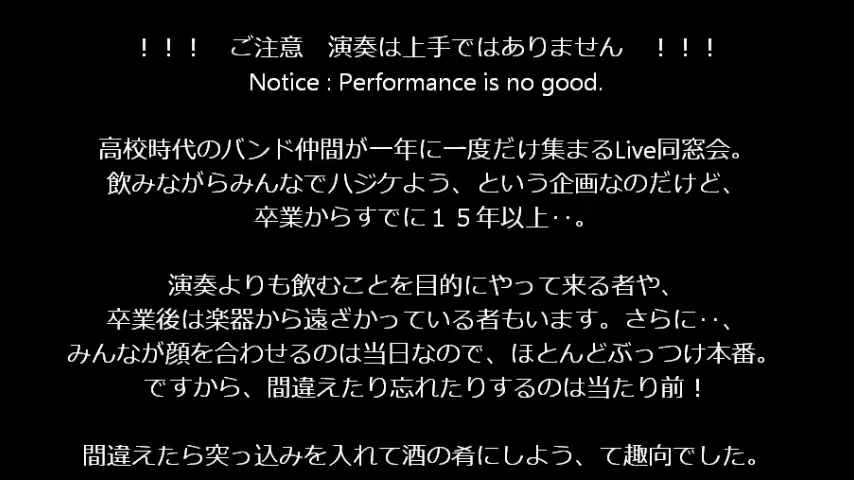 ！！！　ご注意　演奏は上手ではありません　！！！
Notice : Performance is no good.
高校時代のバンド仲間が一年に一度だけ集まるLive同窓会。
飲みながらみんなでハジケよう、という企画なのだけど、
卒業からすでに１５年以上‥。
演奏よりも飲むことを目的にやって来る者や、
卒業後は楽器から遠ざかっている者もいます。さらに‥、
みんなが顔を合わせるのは当日なので、ほとんどぶっつけ本番。
ですから、間違えたり忘れたりするのは当たり前！
間違えたら突っ込みを入れて酒の肴にしよう、て趣向でした。